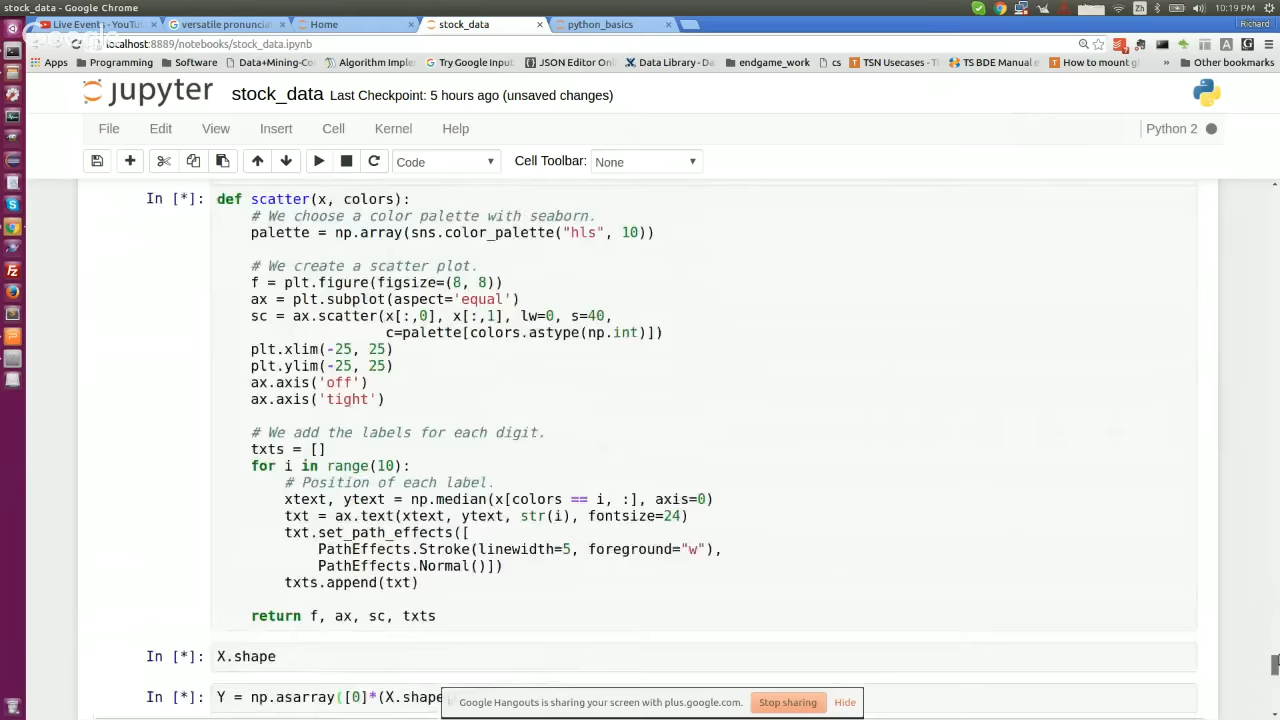 stock_data - Google Chrome
Zh
10:19 PM
Live Events - YouT
versatile pronuncia
Home
stock_data
python_basics
Richard
Google
localhost:8889/notebooks/stock_data.ipynb
Apps Programming Software Data+Mining-Co Algorithm Imple Try Google Input JSON Editor Onl Data Library - Da endgame_work cs TSN Usecases - T TS BDE Manual e How to mount g » Other bookmarks
jupyter stock_data Last Checkpoint: 5 hours ago (unsaved changes)
File Edit View Insert Cell Kernel Help Python 2
Code Cell Toolbar: None
In [*]: def scatter(x, colors):
# We choose a color palette with seaborn.
palette = np.array(sns.color_palette("hls", 10))
# We create a scatter plot.
f = plt.figure(figsize=(8, 8))
ax = plt.subplot(aspect='equal')
sc = ax.scatter(x[:,0], x[:,1], lw=0, s=40,
c=palette[colors.astype(np.int)])
plt.xlim(-25, 25)
plt.ylim(-25, 25)
ax.axis('off')
ax.axis('tight')
# We add the labels for each digit.
txts = []
for i in range(10):
# Position of each label.
xtext, ytext = np.median(x[colors == i, :], axis=0)
txt = ax.text(xtext, ytext, str(i), fontsize=24)
txt.set_path_effects([
PathEffects.Stroke(linewidth=5, foreground="w"),
PathEffects.Normal()])
txts.append(txt)
return f, ax, sc, txts
In [*]: X.shape
In [*]: Y = np.asarray([0]*(X.shape
Google Hangouts is sharing your screen with plus.google.com. Stop sharing Hide